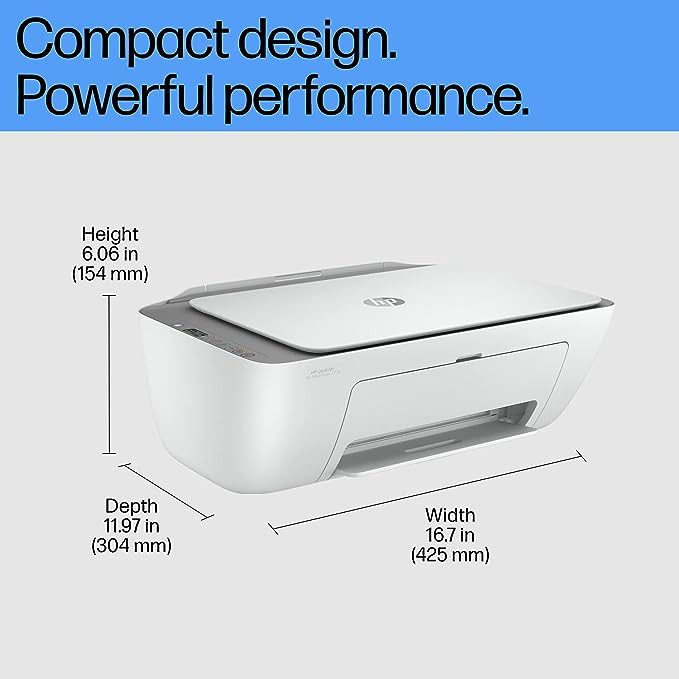 Compact design.
Powerful performance.
Height
6.06 in
(154 mm)
hp
Depth
11.97 in
(304 mm)
Width
16.7 in
(425 mm)